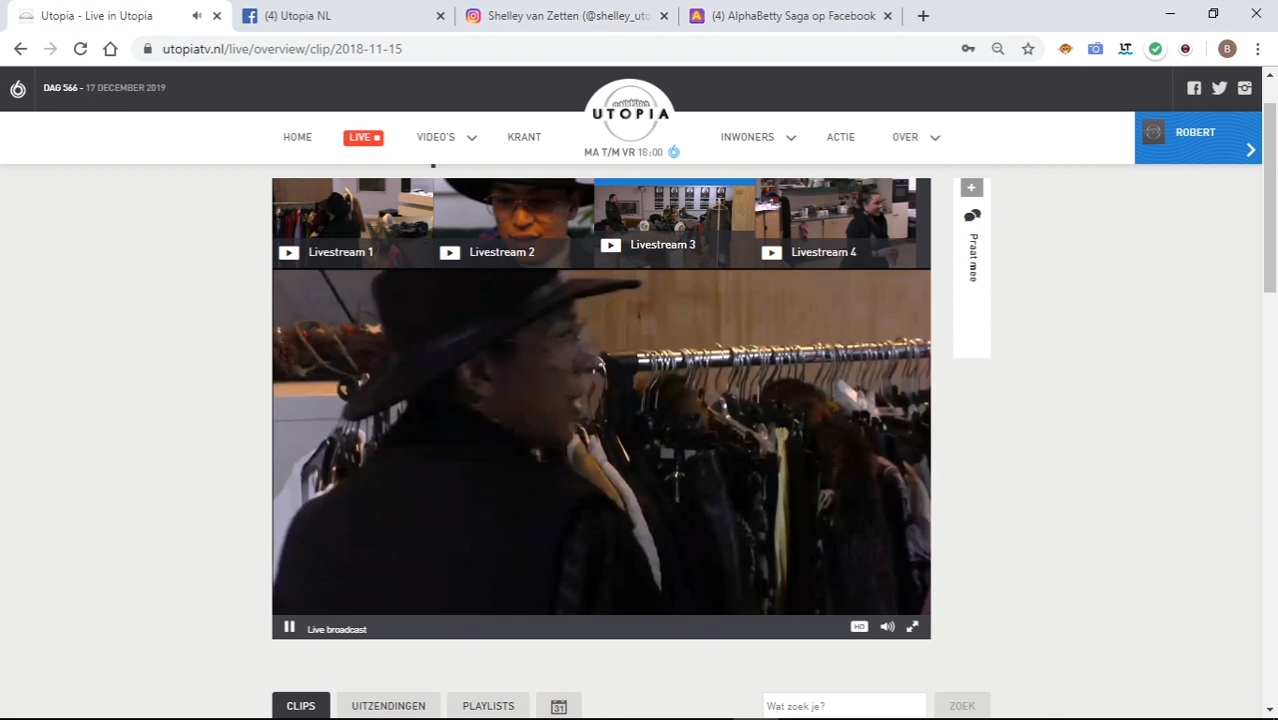 Utopia - Live in Utopia
(4) Utopia NL
Shelley van Zetten (@shelley_uto
(4) AlphaBetty Saga op Facebook
utopiatv.nl/live/overview/clip/2018-11-15
LT
B
DAG 566 - 17 DECEMBER 2019
UTOPIA
HOME
LIVE
VIDEO'S
KRANT
MA T/M VR 18:00
INWONERS
ACTIE
OVER
ROBERT
Livestream 1
Livestream 2
Livestream 3
Livestream 4
Praat mee
Live broadcast
HD
CLIPS
UITZENDINGEN
PLAYLISTS
31
Wat zoek je?
ZOEK